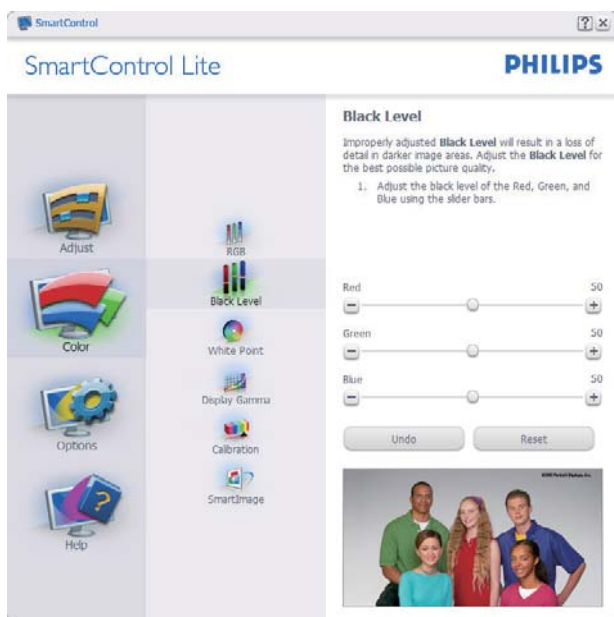 SmartControl
SmartControl Lite
PHILIPS
Adjust
Color
Options
Help
RGB
Black Level
White Point
Display Gamma
Calibration
SmartImage
Black Level
Improperly adjusted Black Level will result in a loss of
detail in darker image areas. Adjust the Black Level for
the best possible picture quality.
1. Adjust the black level of the Red, Green, and
Blue using the slider bars.
Red 50
Green 50
Blue 50
Undo Reset